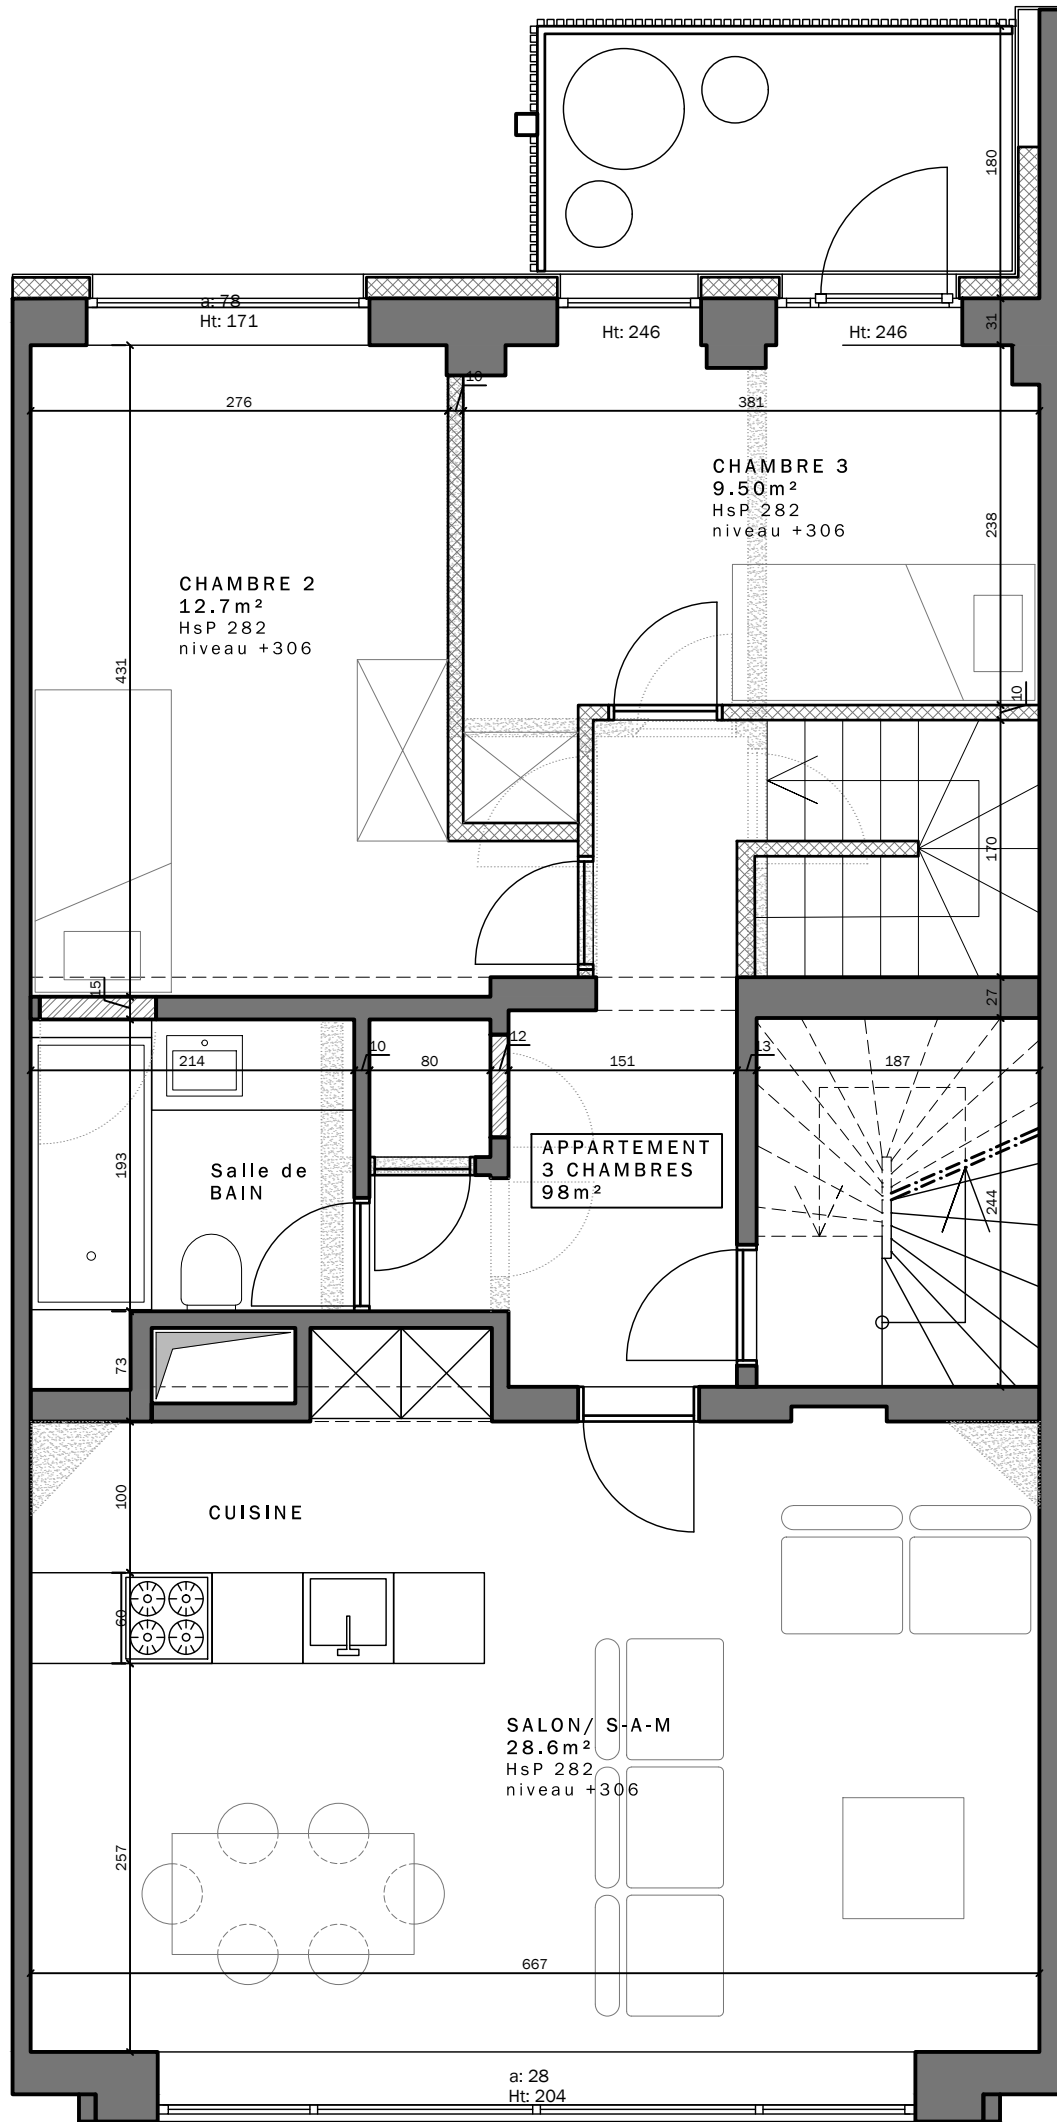 180
a: 78
Ht: 171
Ht: 246
Ht: 246
31
10
276
381
CHAMBRE 3
9.50m²
HsP 282
niveau +306
238
CHAMBRE 2
12.7m²
HsP 282
niveau +306
431
10
170
15
27
214
10
80
12
151
13
187
APPARTEMENT
3 CHAMBRES
98m²
Salle de
BAIN
193
244
73
100
CUISINE
60
SALON/ S-A-M
28.6m²
HsP 282
niveau +306
257
667
a: 28
Ht: 204